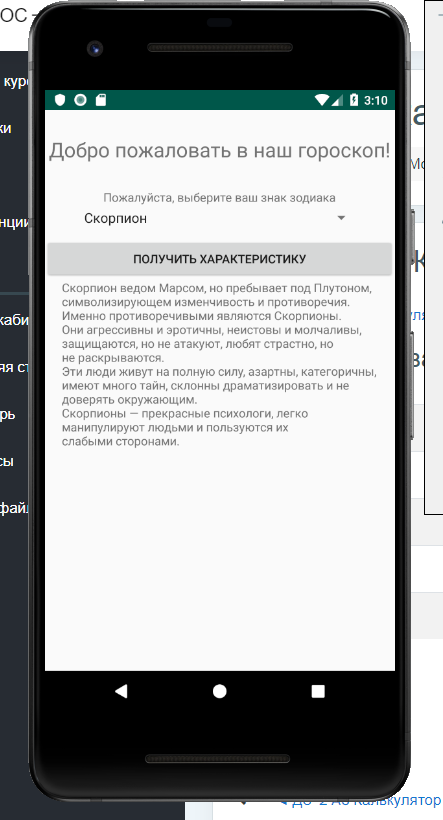 ОС
3:10
Добро пожаловать в наш гороскоп!
Пожалуйста, выберите ваш знак зодиака
Скорпион
ПОЛУЧИТЬ ХАРАКТЕРИСТИКУ
Скорпион ведом Марсом, но пребывает под Плутоном,
символизирующем изменчивость и противоречия.
Именно противоречивыми являются Скорпионы.
Они агрессивны и эротичны, неистовы и молчаливы,
защищаются, но не атакуют, любят страстно, но
не раскрываются.
Эти люди живут на полную силу, азартны, категоричны,
имеют много тайн, склонны драматизировать и не
доверять окружающим.
Скорпионы — прекрасные психологи, легко
манипулируют людьми и пользуются их
слабыми сторонами.
калькулятор